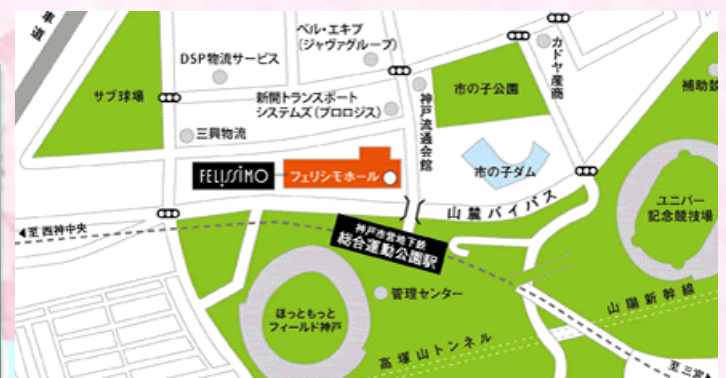 車道
ベル・エキプ
(ジャヴァグループ)
DSP物流サービス
カドヤ産商
サブ球場
新開トランスポート
システムズ(プロロジス)
神戸流通会館
市の子公園
補助競
三興物流
FELISSIMO
フェリシモホール
市の子ダム
山麓バイパス
ユニバー
記念競技場
至 西神中央
神戸市営地下鉄
総合運動公園駅
管理センター
ほっともっと
フィールド神戸
山陽新幹線
高塚山トンネル
至 三宮